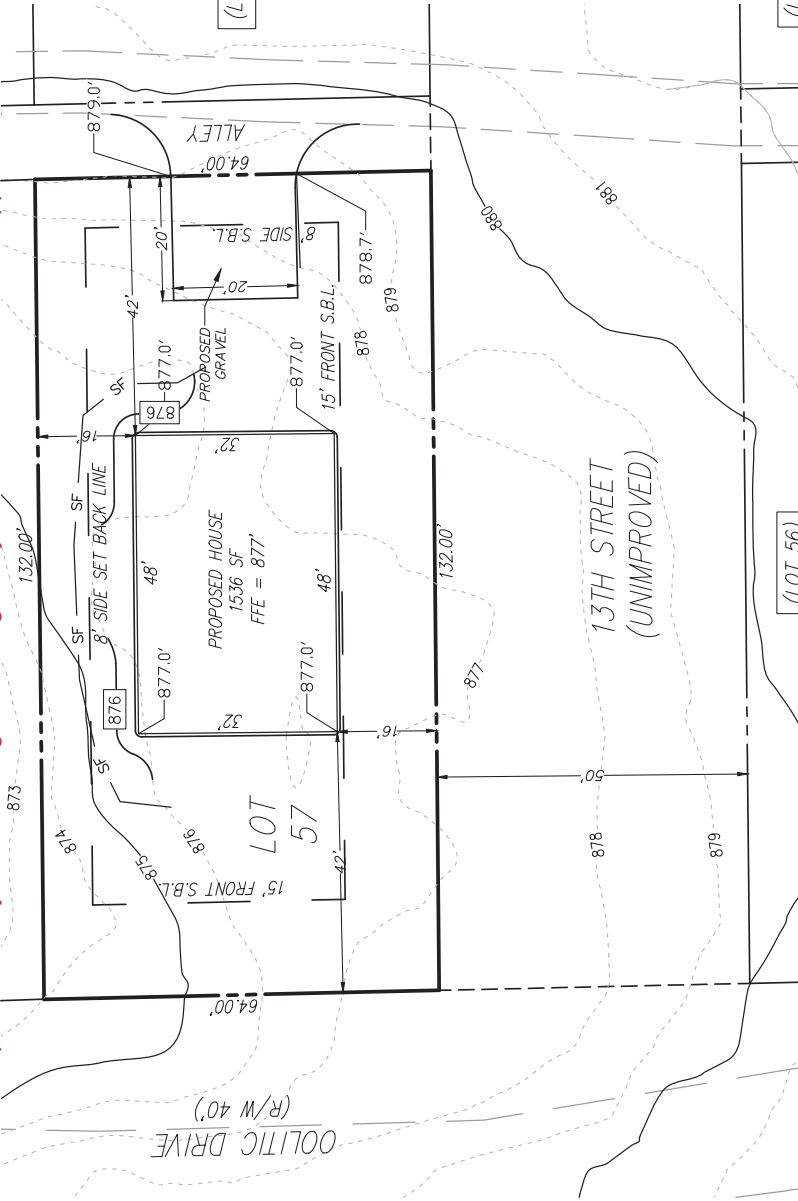 (L
(L
879.0'
ALLEY
64.00'
881
880
8' SIDE S.B.L.
20'
878.7'
42'
20'
879
15' FRONT S.B.L.
878
PROPOSED
GRAVEL
877.0'
877.0'
SF
876
16'
32'
SF
8' SIDE SET BACK LINE
132.00'
132.00'
13TH STREET
(UNIMPROVED)
(LOT 56)
48'
PROPOSED HOUSE
1536 SF
FFE = 877'
48'
SF
877.0'
877.0'
877
876
32'
16'
SF
50'
873
874
875
876
LOT
57
42'
878
879
15' FRONT S.B.L.
64.00'
(R/W 40')
OOLITIC DRIVE